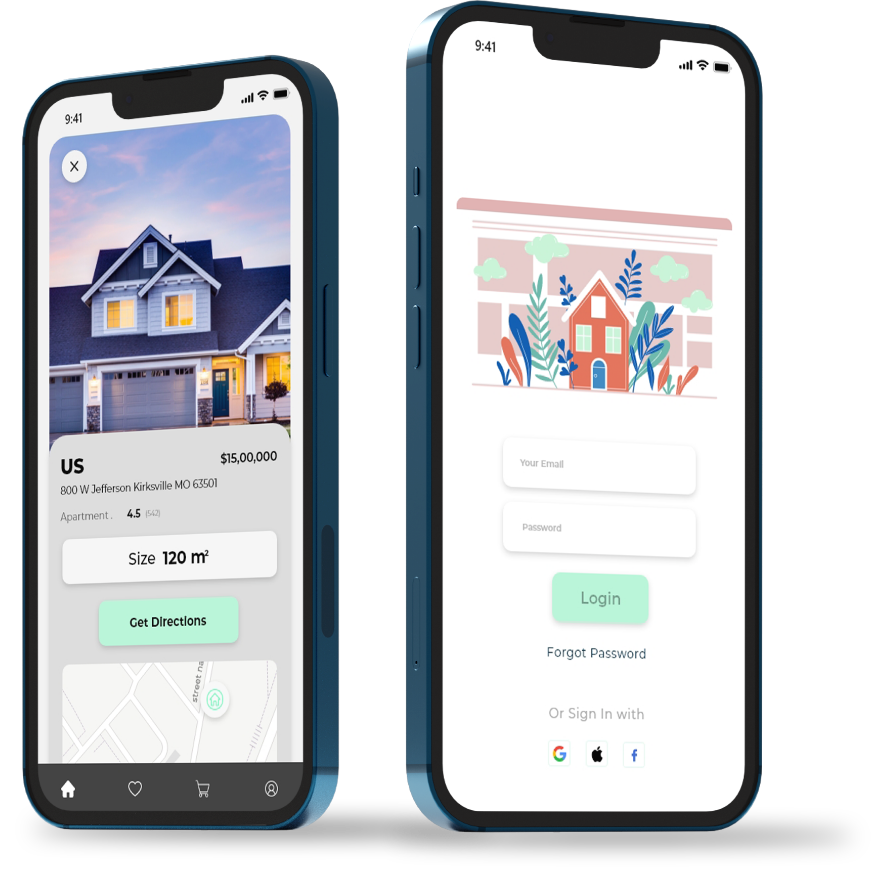 9:41
X
US
$15,00,000
800 W Jefferson Kirksville MO 63501
Apartment . 4.5 (542)
Size 120 m²
Get Directions
street na
9:41
Your Email
Password
Login
Forgot Password
Or Sign In with